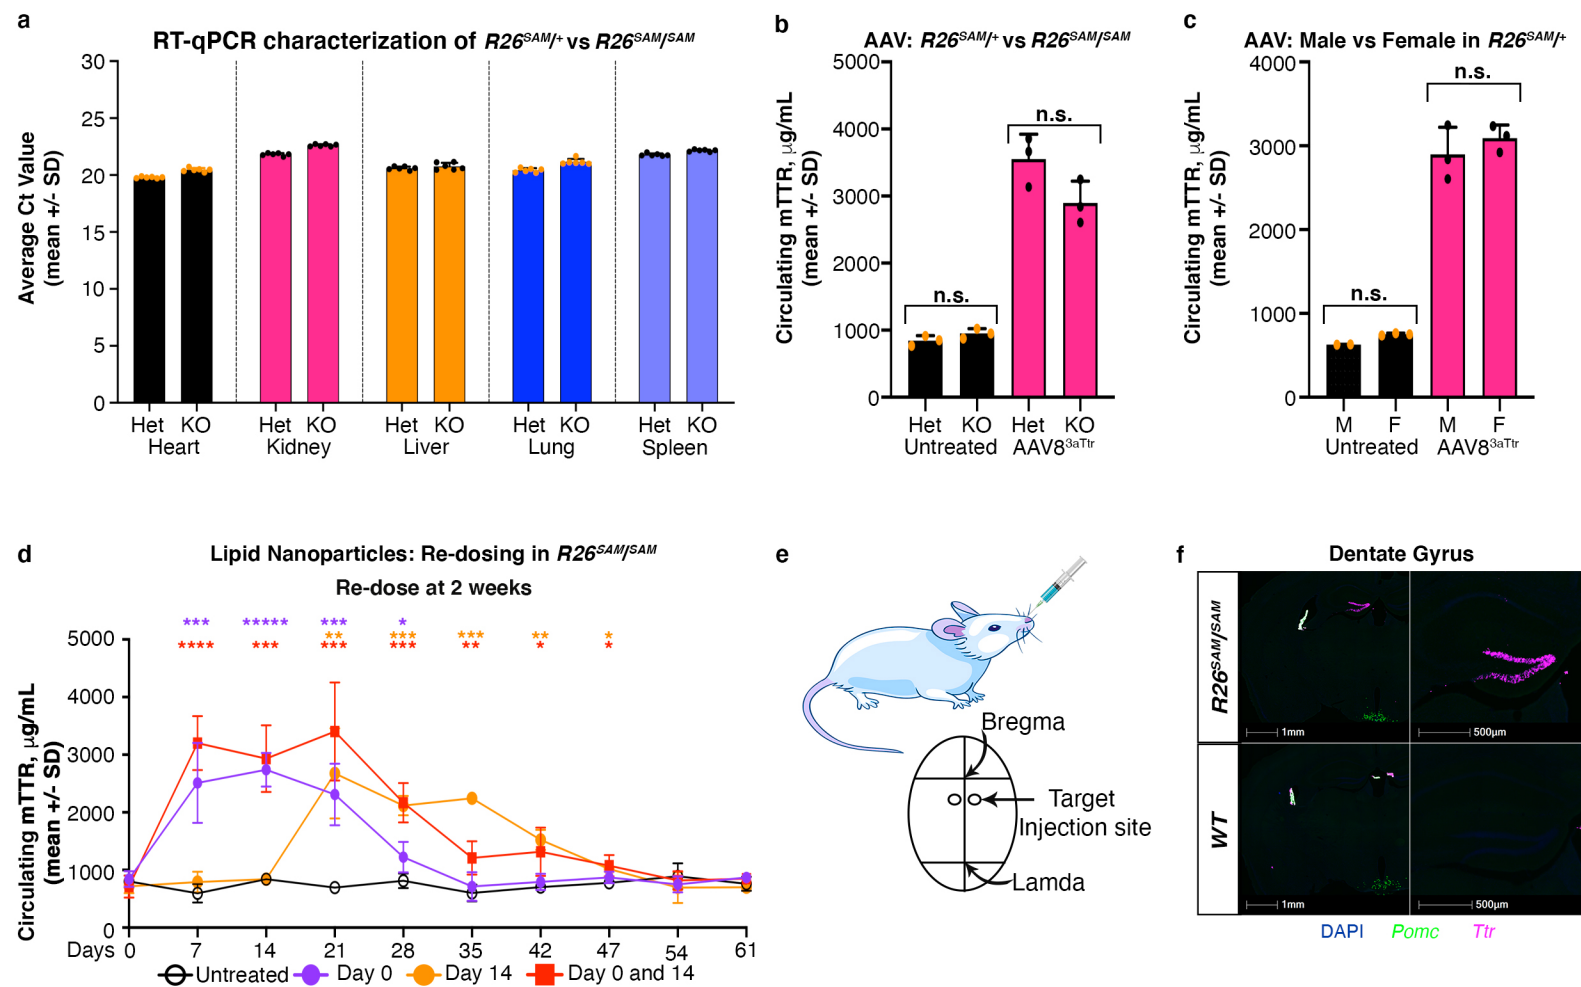 a
RT-qPCR characterization of R26SAM/+ vs R26SAM/SAM
Average Ct Value
(mean +/- SD)
30
25
20
15
10
5
0
Het KO Het KO Het KO Het KO Het KO
Heart Kidney Liver Lung Spleen
b
AAV: R26SAM/+ vs R26SAM/SAM
Circulating mTTR, μg/mL
(mean +/- SD)
5000
4000
3000
2000
1000
0
n.s.
n.s.
Het KO Het KO
Untreated AAV83aTtr
c
AAV: Male vs Female in R26SAM/+
Circulating mTTR, μg/mL
(mean +/- SD)
4000
3000
2000
1000
0
n.s.
n.s.
M F M F
Untreated AAV83aTtr
d
Lipid Nanoparticles: Re-dosing in R26SAM/SAM
Re-dose at 2 weeks
*** ***** *** *
** *** *** ** *
**** *** *** *** ** * *
Circulating mTTR, μg/mL
(mean +/- SD)
5000
4000
3000
2000
1000
0
Days 0 7 14 21 28 35 42 47 54 61
Untreated Day 0 Day 14 Day 0 and 14
e
Bregma
Target
Injection site
Lamda
f
Dentate Gyrus
R26SAM/SAM
1mm 500μm
WT
1mm 500μm
DAPI Pomc Ttr